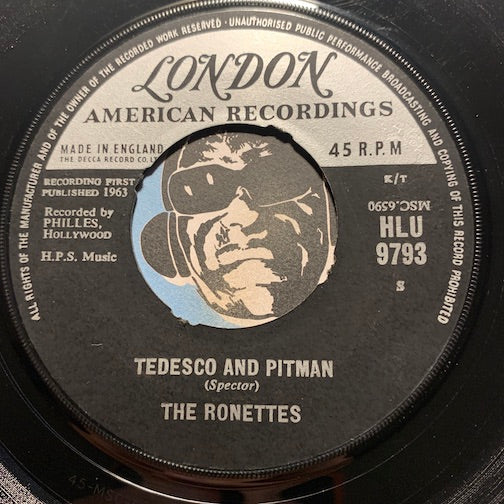 ALL RIGHTS OF THE MANUFACTURER AND OF THE OWNER OF THE RECORDED WORK RESERVED · UNAUTHORISED PUBLIC PERFORMANCE BROADCASTING AND COPYING OF THIS RECORD PROHIBITED
LONDON
AMERICAN RECORDINGS
MADE IN ENGLAND
THE DECCA RECORD CO. LT
45 R.P.M
RECORDING FIRST
PUBLISHED 1963
K/T
MSC.6590
Recorded by
PHILLES,
HOLLYWOOD
HLU
9793
H.P.S. Music
S
TEDESCO AND PITMAN
(Spector)
THE RONETTES